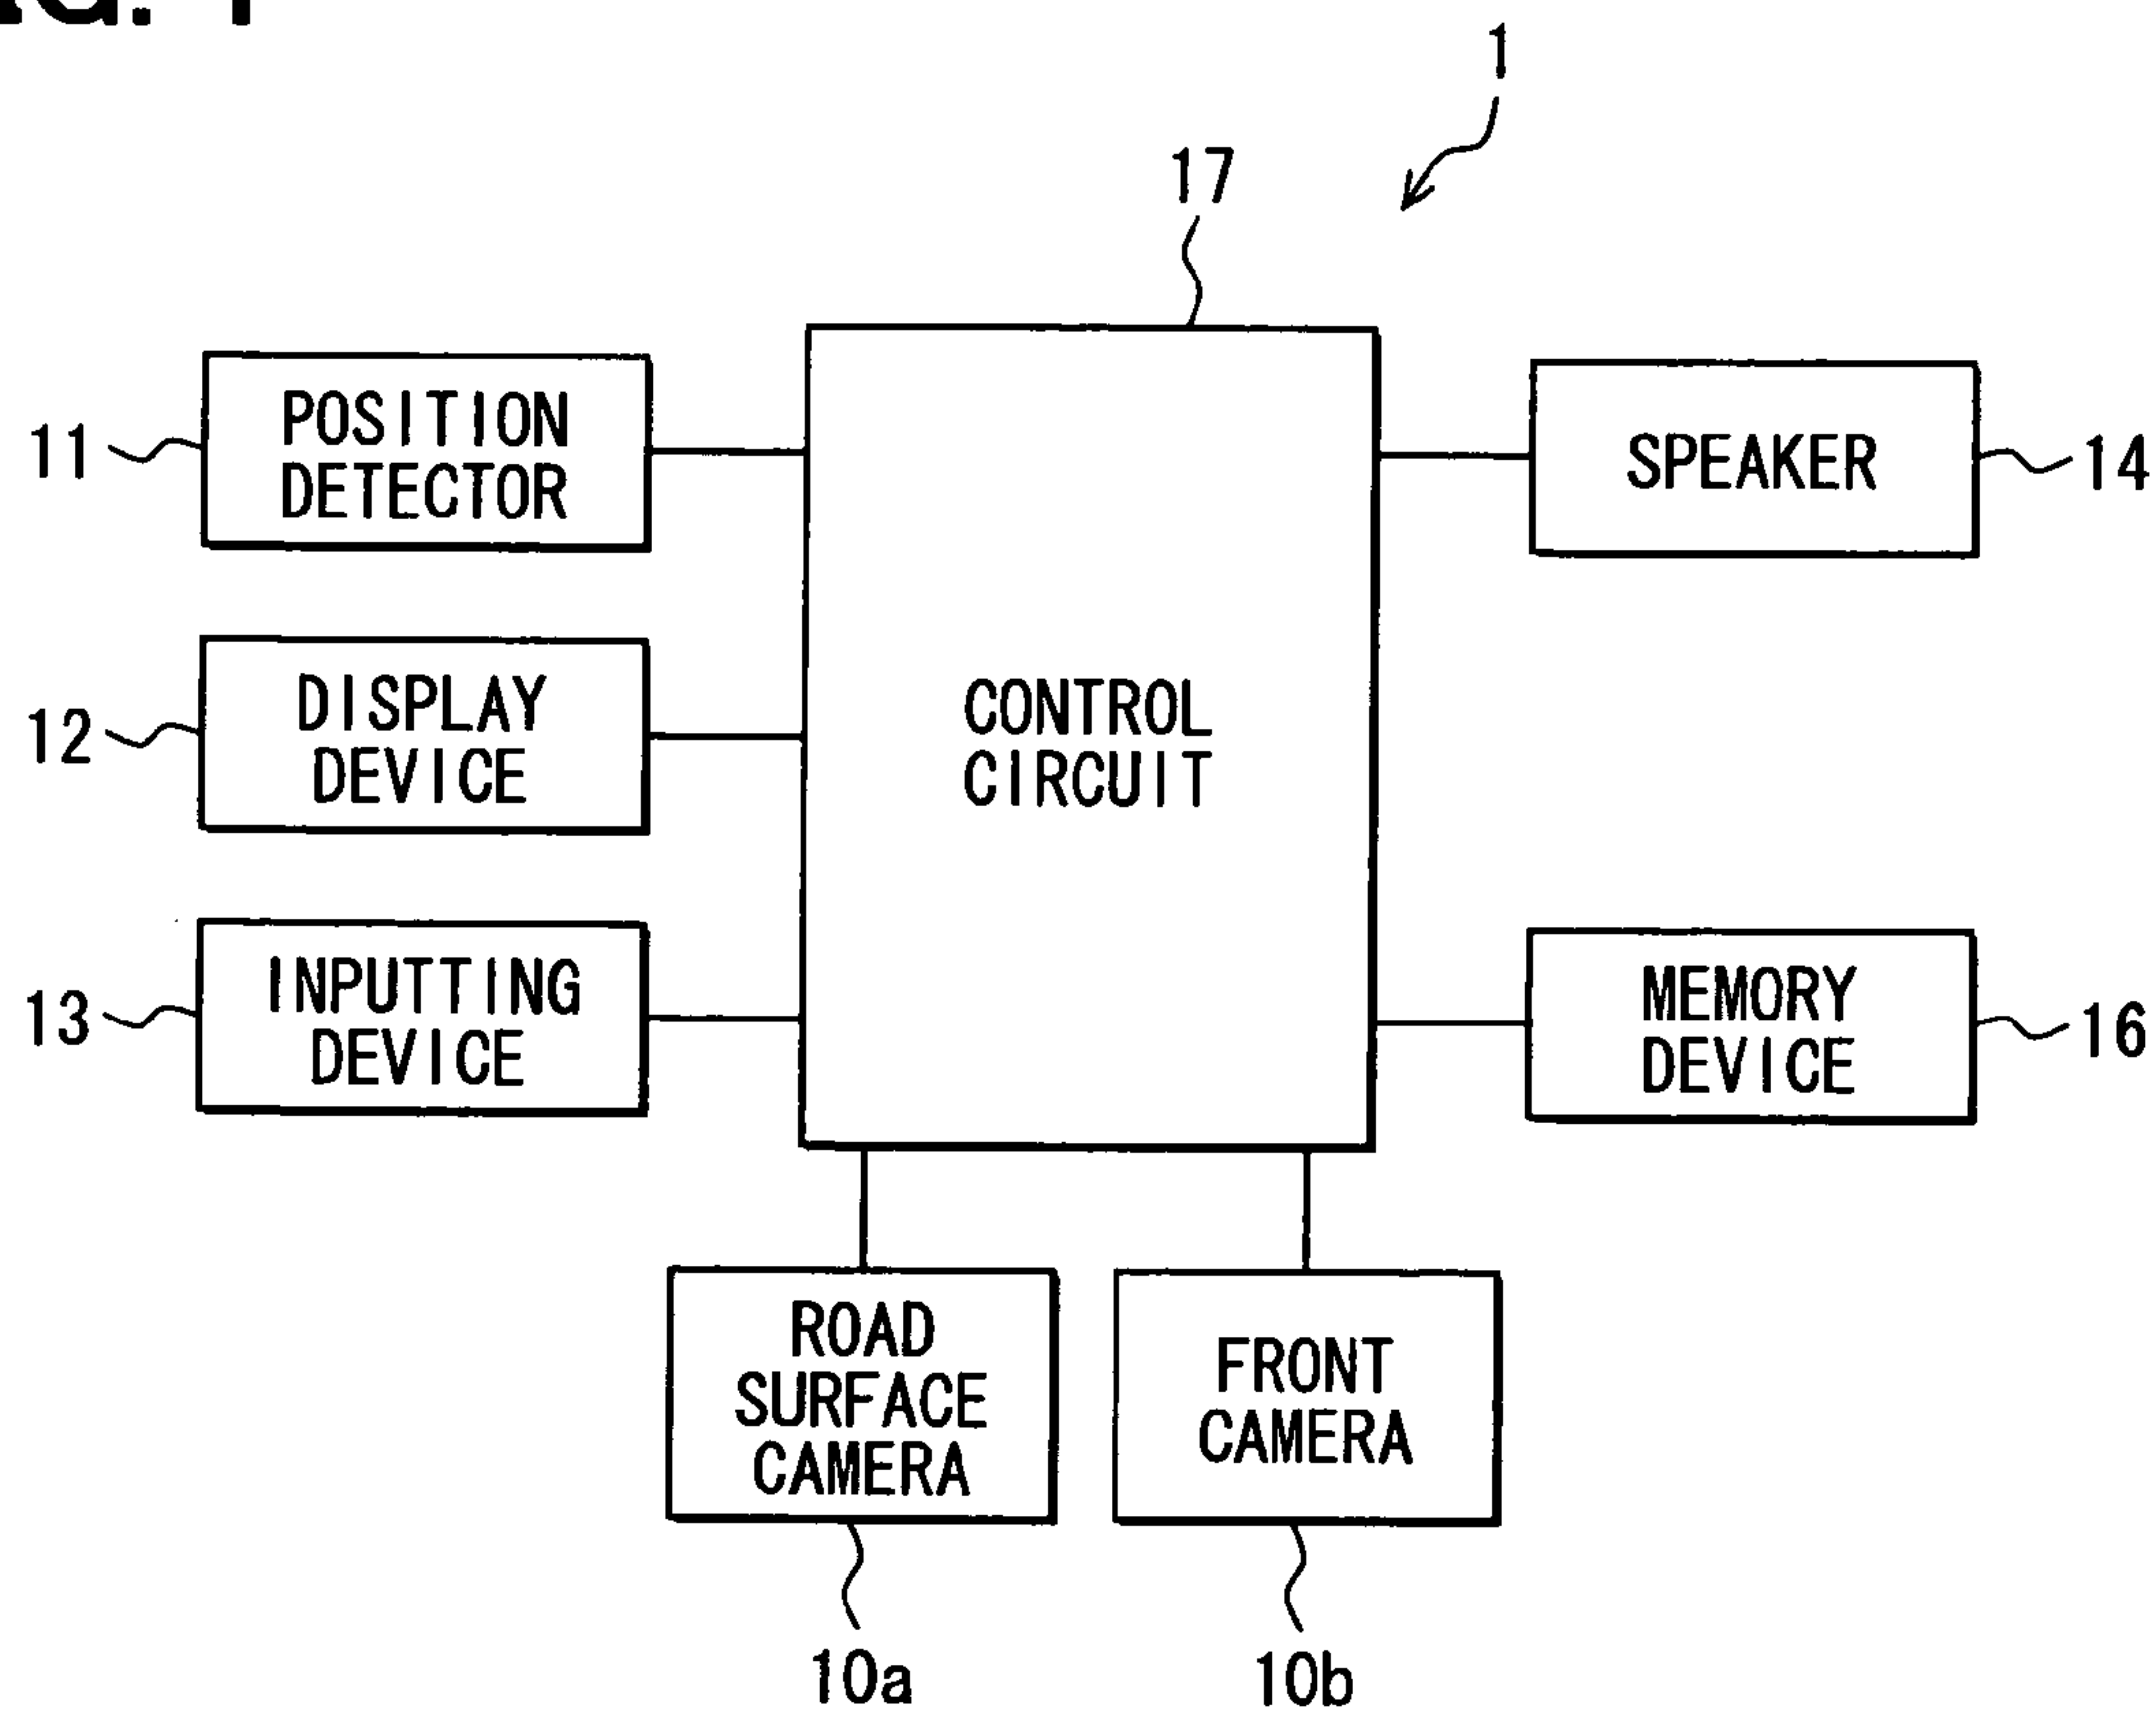 1
17
POSITION
DETECTOR
11
SPEAKER
14
DISPLAY
DEVICE
12
CONTROL
CIRCUIT
INPUTTING
DEVICE
13
MEMORY
DEVICE
16
ROAD
SURFACE
CAMERA
FRONT
CAMERA
10a
10b